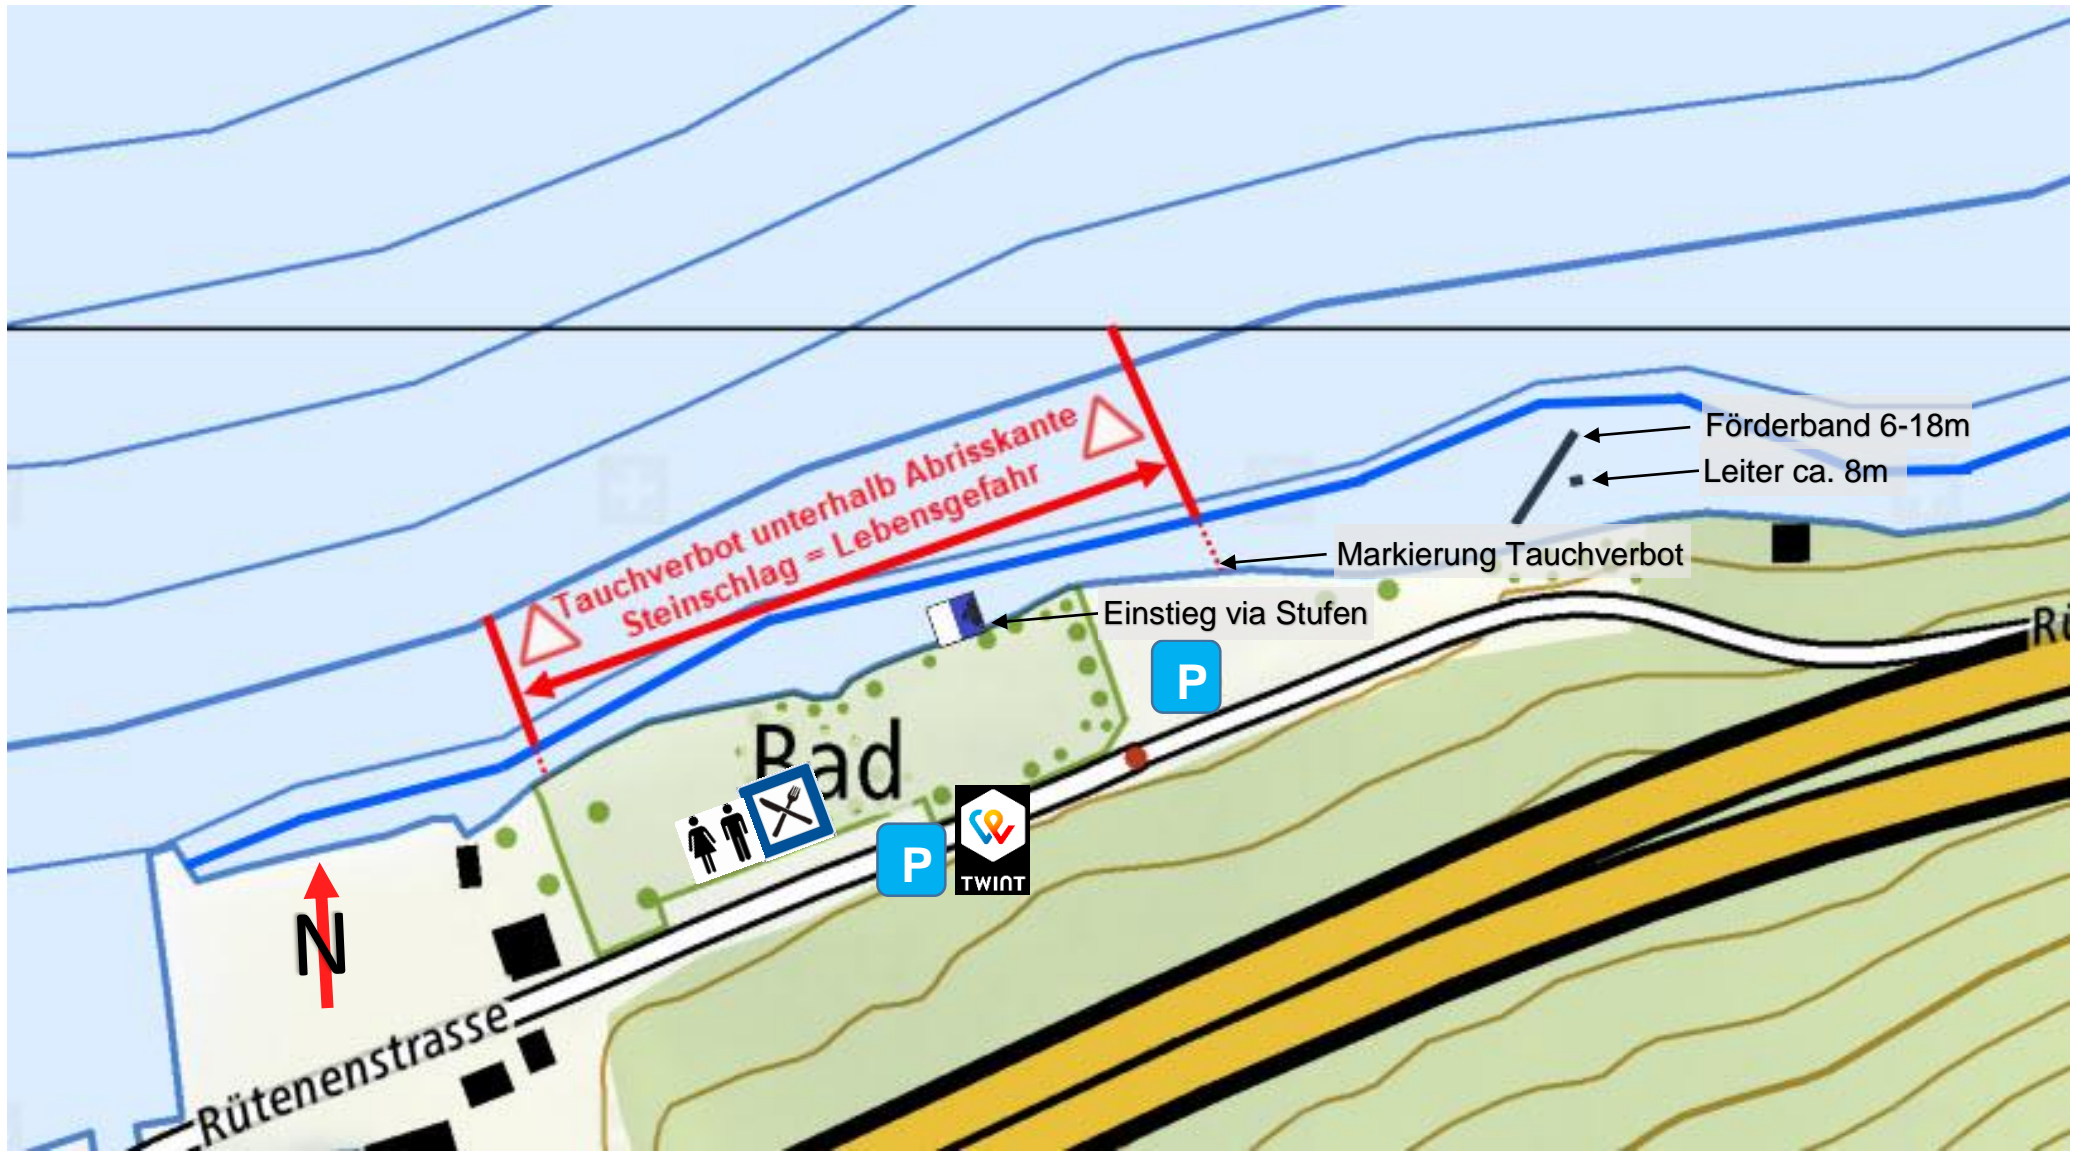 Tauchverbot unterhalb Abrisskante
Steinschlag = Lebensgefahr
Förderband 6-18m
Leiter ca. 8m
Markierung Tauchverbot
Einstieg via Stufen
P
Rü
Bad
P
TWINT
N
Rütenenstrasse